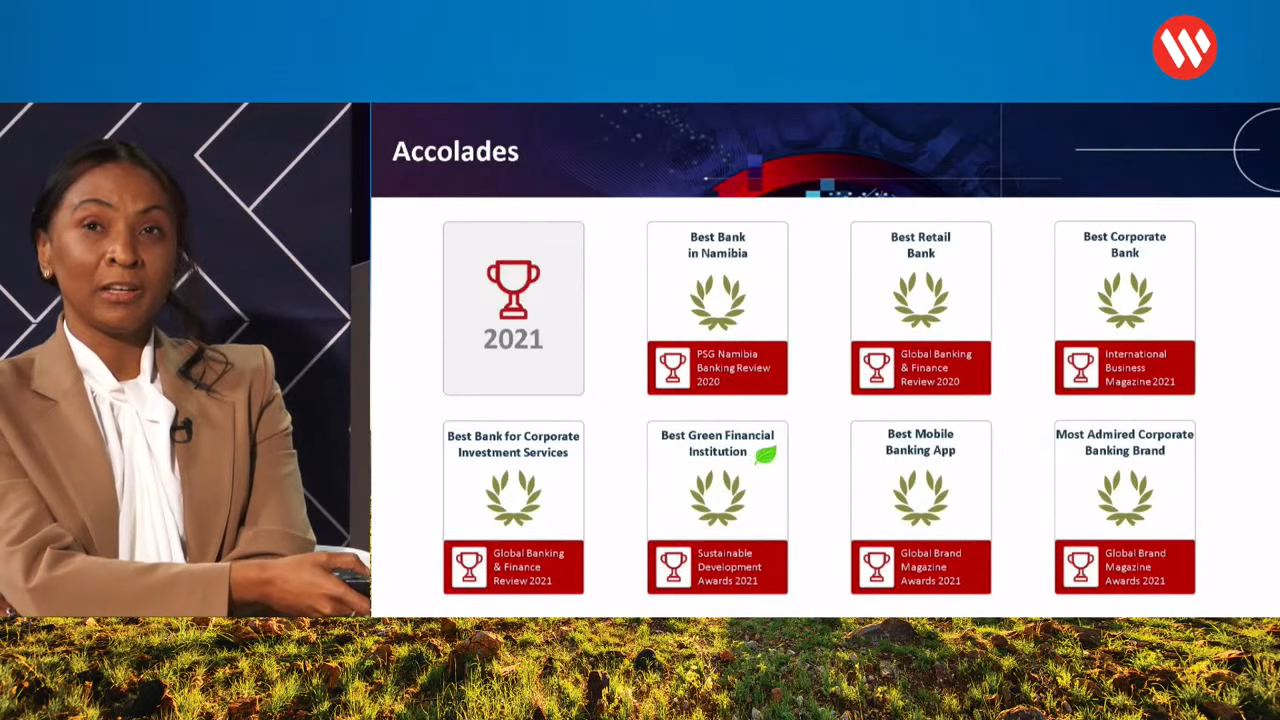 Accolades
2021
Best Bank
in Namibia
PSG Namibia
Banking Review
2020
Best Retail
Bank
Global Banking
& Finance
Review 2020
Best Corporate
Bank
International
Business
Magazine 2021
Best Bank for Corporate
Investment Services
Global Banking
& Finance
Review 2021
Best Green Financial
Institution
Sustainable
Development
Awards 2021
Best Mobile
Banking App
Global Brand
Magazine
Awards 2021
Most Admired Corporate
Banking Brand
Global Brand
Magazine
Awards 2021